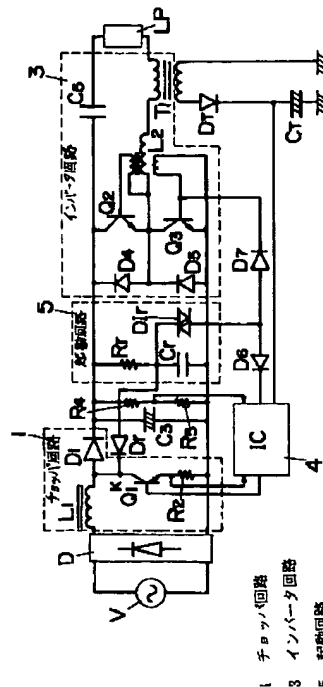 1
チョッパ回路
L1
D1
D
V
K
Q1
R2
Dr
R4
C3
R3
5
起動回路
Rr
Cr
DIr
3
インバータ回路
D4
D5
Q2
Q3
L2
C5
T1
LP
DT
CT
D6
D7
IC
4
1 チョッパ回路
3 インバータ回路
5 起動回路